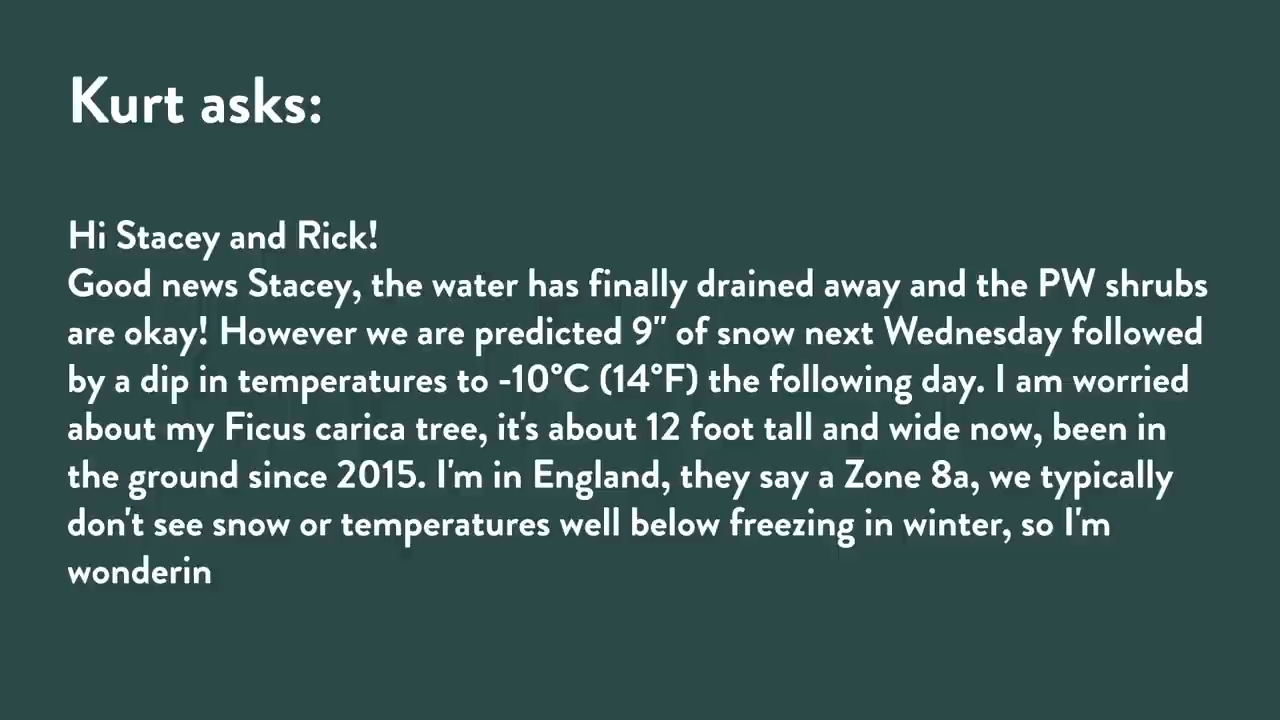 Kurt asks:
Hi Stacey and Rick!
Good news Stacey, the water has finally drained away and the PW shrubs
are okay! However we are predicted 9" of snow next Wednesday followed
by a dip in temperatures to -10°C (14°F) the following day. I am worried
about my Ficus carica tree, it's about 12 foot tall and wide now, been in
the ground since 2015. I'm in England, they say a Zone 8a, we typically
don't see snow or temperatures well below freezing in winter, so I'm
wonderin